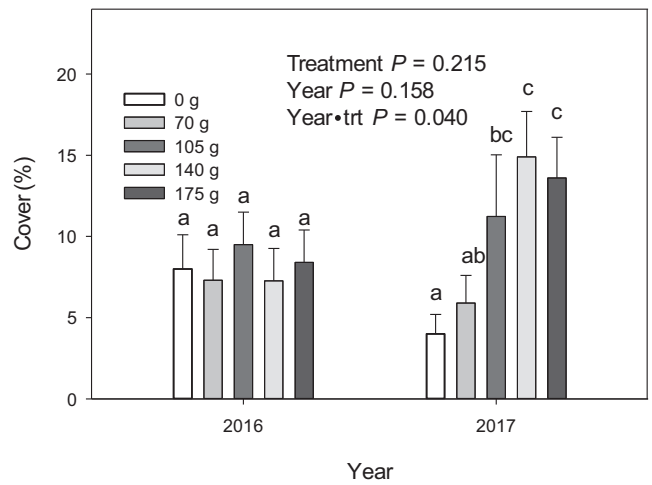 Treatment P = 0.215
Year P = 0.158
Year•trt P = 0.040
0 g
70 g
105 g
140 g
175 g
Cover (%)
20
15
10
5
0
a
a
a
a
a
a
ab
bc
c
c
2016
2017
Year